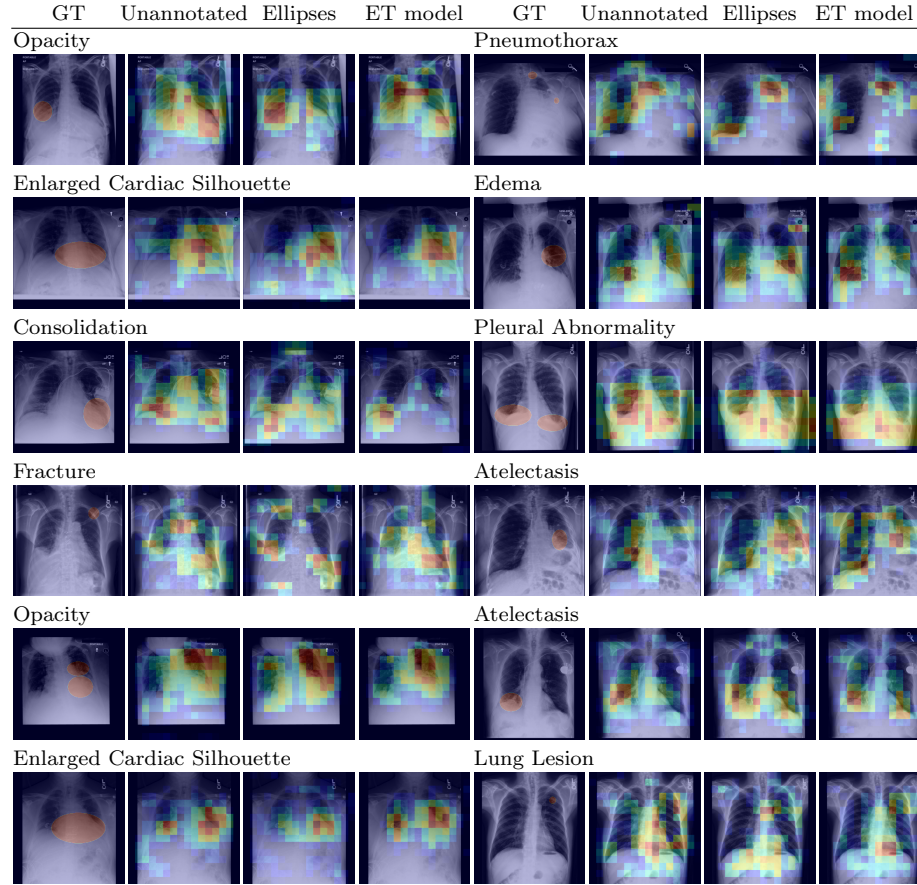 GT Unannotated Ellipses ET model GT Unannotated Ellipses ET model
Opacity Pneumothorax
Enlarged Cardiac Silhouette Edema
Consolidation Pleural Abnormality
Fracture Atelectasis
Opacity Atelectasis
Enlarged Cardiac Silhouette Lung Lesion